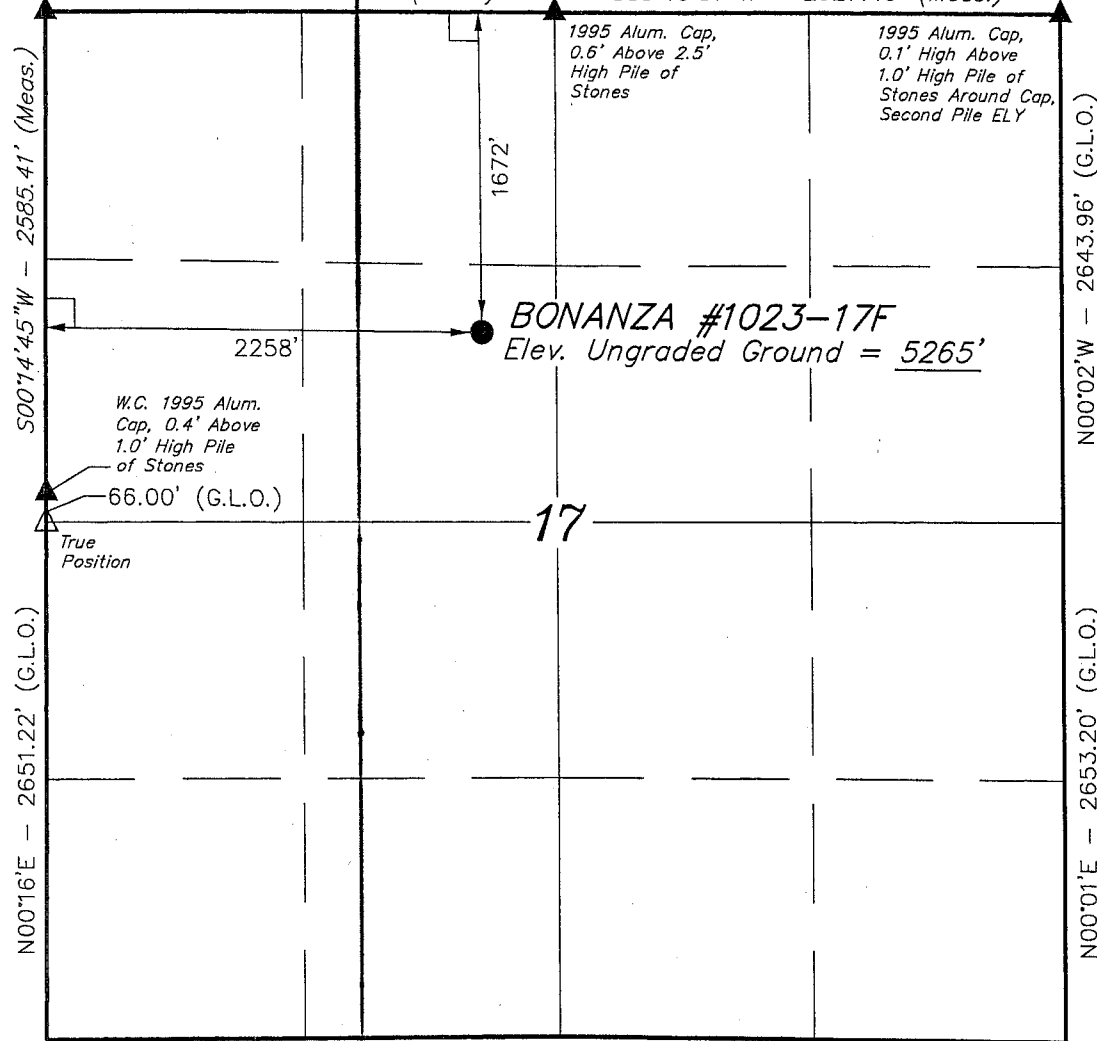 1995 Alum. Cap,
0.6' Above 2.5'
High Pile of
Stones
1995 Alum. Cap,
0.1' High Above
1.0' High Pile of
Stones Around Cap,
Second Pile ELY
S00°14'45"W – 2585.41' (Meas.)
1672'
N00°02'W – 2643.96' (G.L.O.)
BONANZA #1023–17F
Elev. Ungraded Ground = 5265'
2258'
W.C. 1995 Alum.
Cap, 0.4' Above
1.0' High Pile
of Stones
66.00' (G.L.O.)
True
Position
17
N00°16'E – 2651.22' (G.L.O.)
N00°01'E – 2653.20' (G.L.O.)